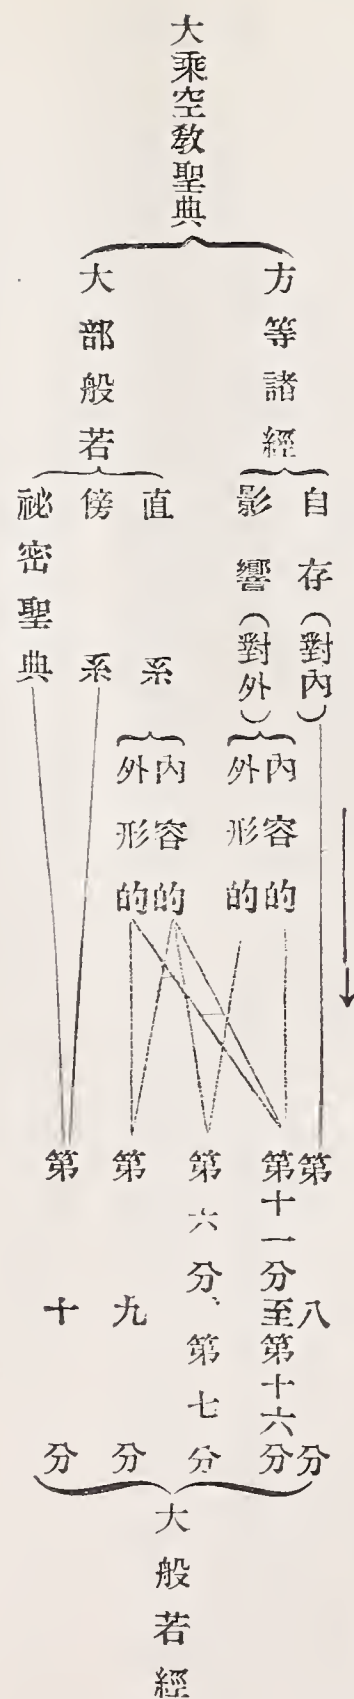 大乘空教聖典
方等諸經
大部般若
自存(對內)
影響(對外)
直系
傍系
祕密聖典
內容的
外形的
內容的
外形的
第八分
第十一分至第十六分
第六分、第七分
第九分
第十分
大般若經